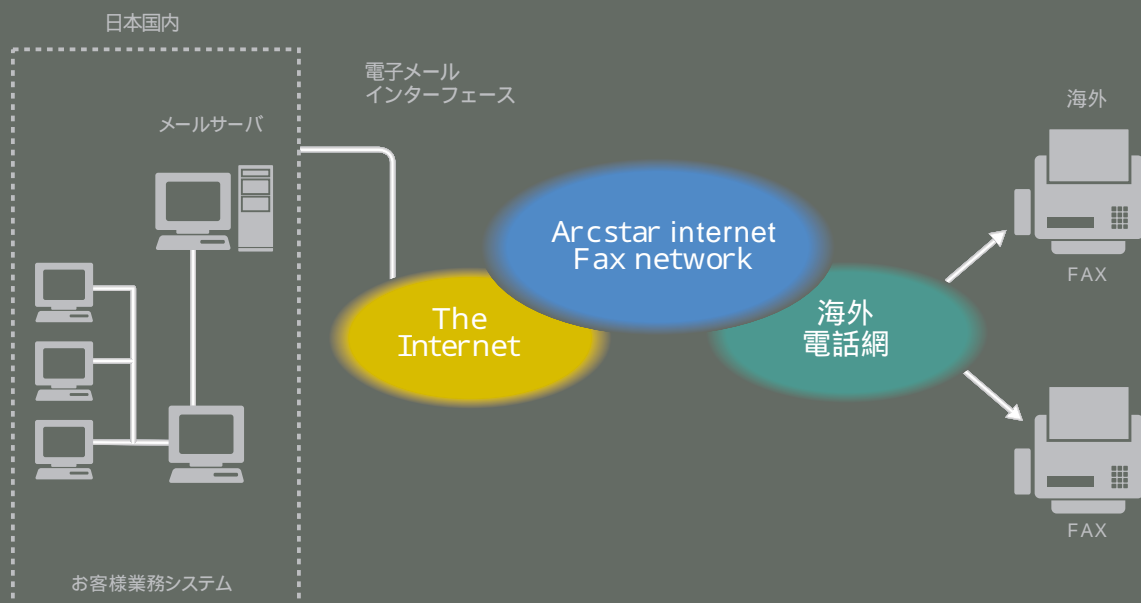 日本国内
電子メール
インターフェース
海外
メールサーバ
Arcstar internet
Fax network
FAX
The
Internet
海外
電話網
FAX
お客様業務システム